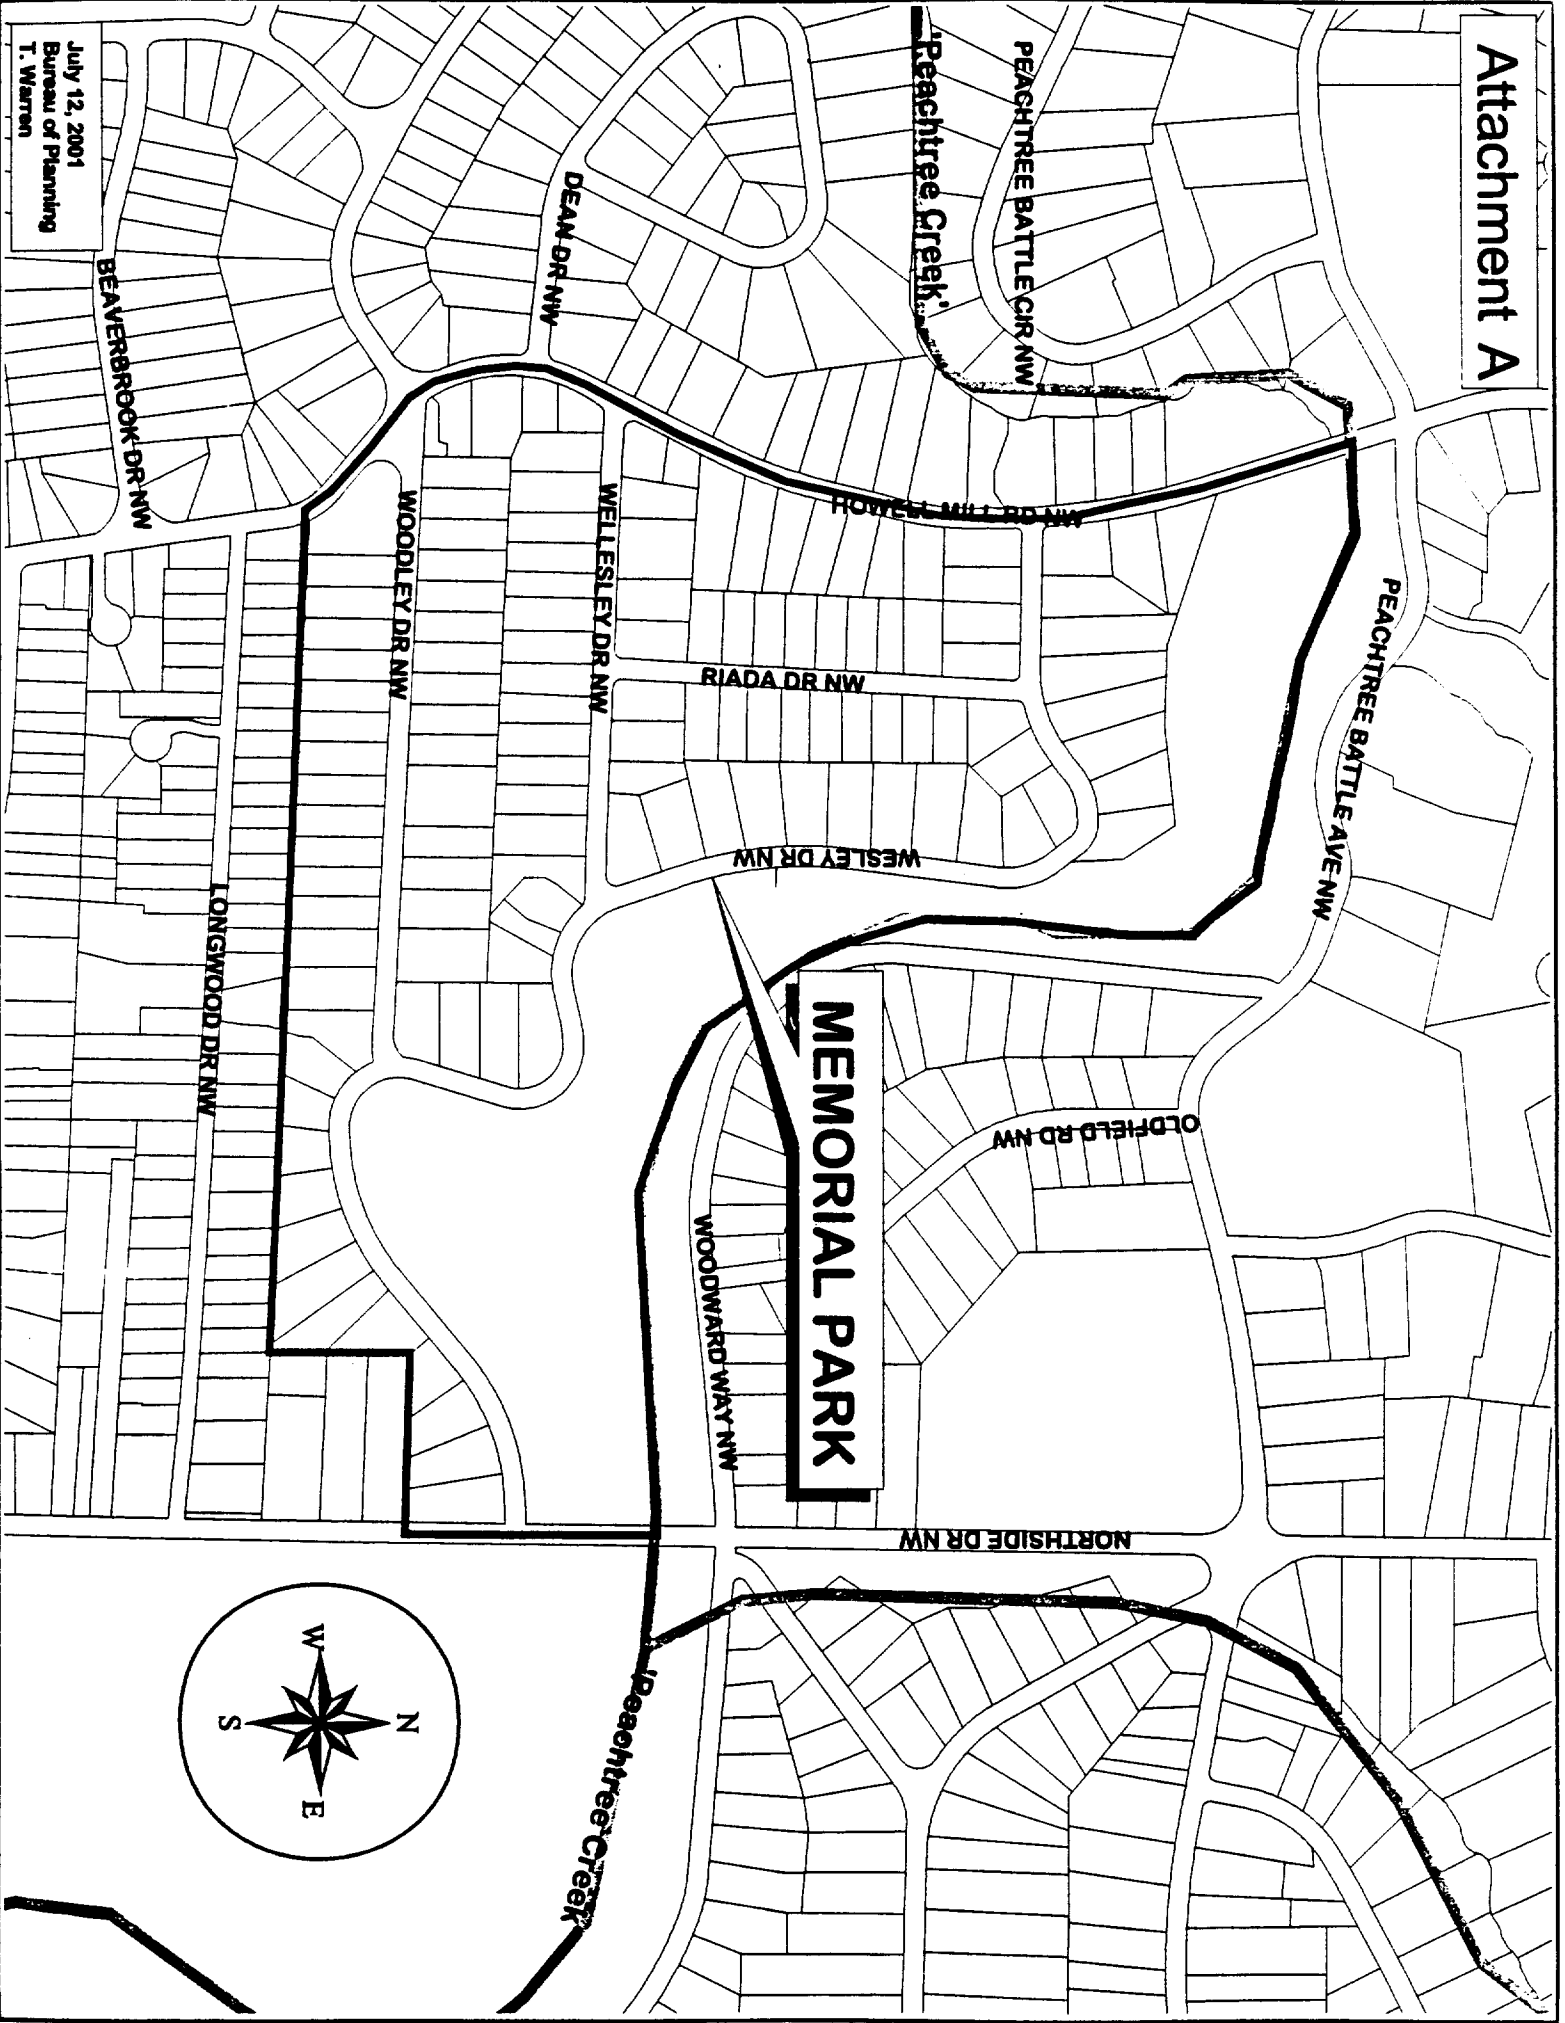 Attachment A
PEACHTREE BATTLE CIR NW
'Peachtree Creek'
PEACHTREE BATTLE AVE NW
HOWELL MILL RD NW
DEAN DR NW
RIADA DR NW
WESLEY DR NW
WELLESLEY DR NW
WOODLEY DR NW
BEAVERBROOK DR NW
LONGWOOD DR NW
MEMORIAL PARK
OLDFIELD RD NW
WOODWARD WAY NW
NORTHSIDE DR NW
'Peachtree Creek
N
W
E
S
July 12, 2001
Bureau of Planning
T. Warren